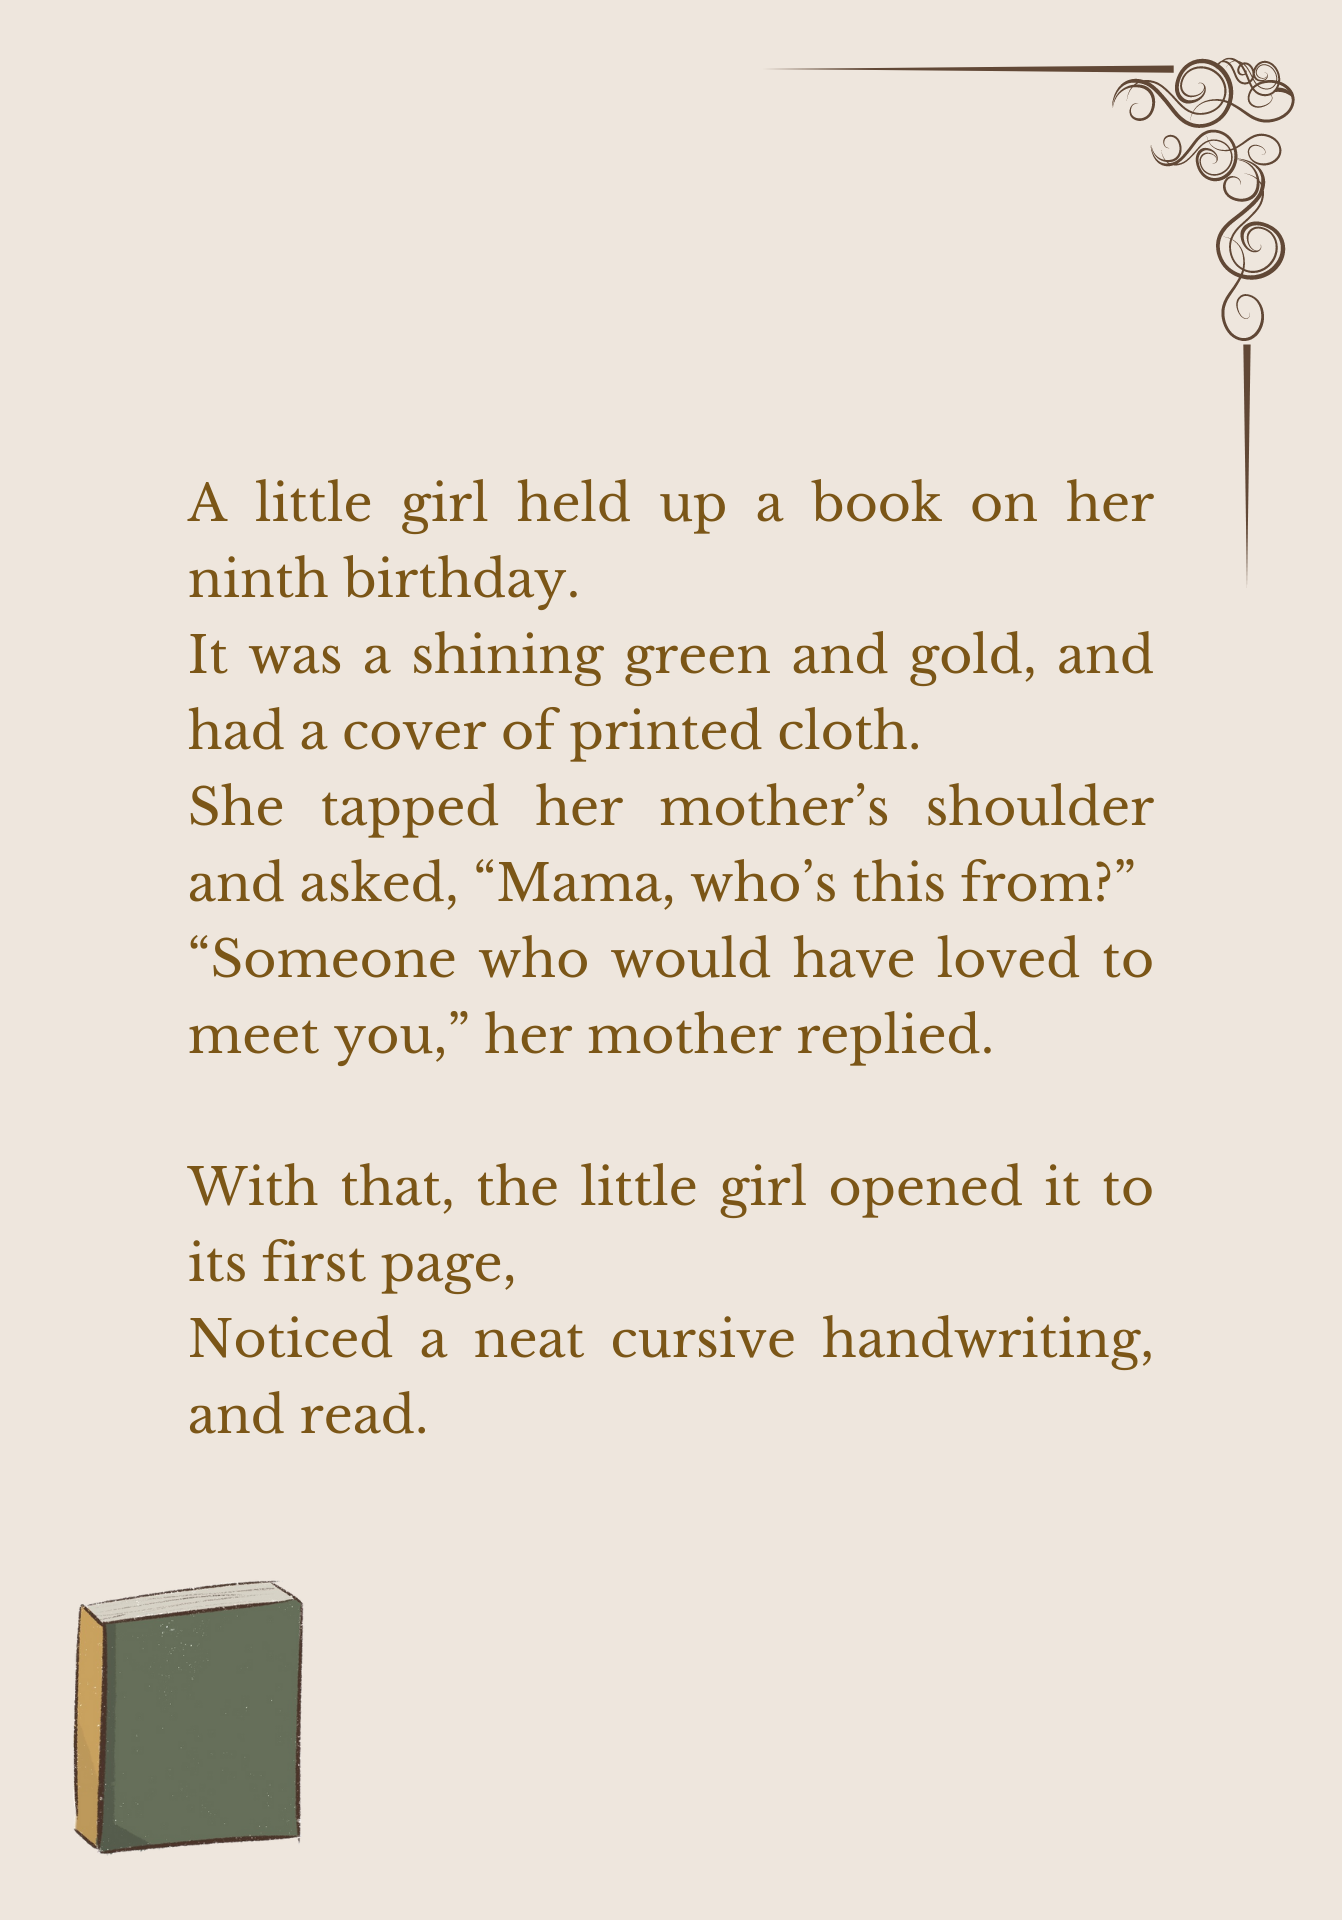 A little girl held up a book on her
ninth birthday.
It was a shining green and gold, and
had a cover of printed cloth.
She tapped her mother’s shoulder
and asked, “Mama, who’s this from?”
“Someone who would have loved to
meet you,” her mother replied.
With that, the little girl opened it to
its first page,
Noticed a neat cursive handwriting,
and read.